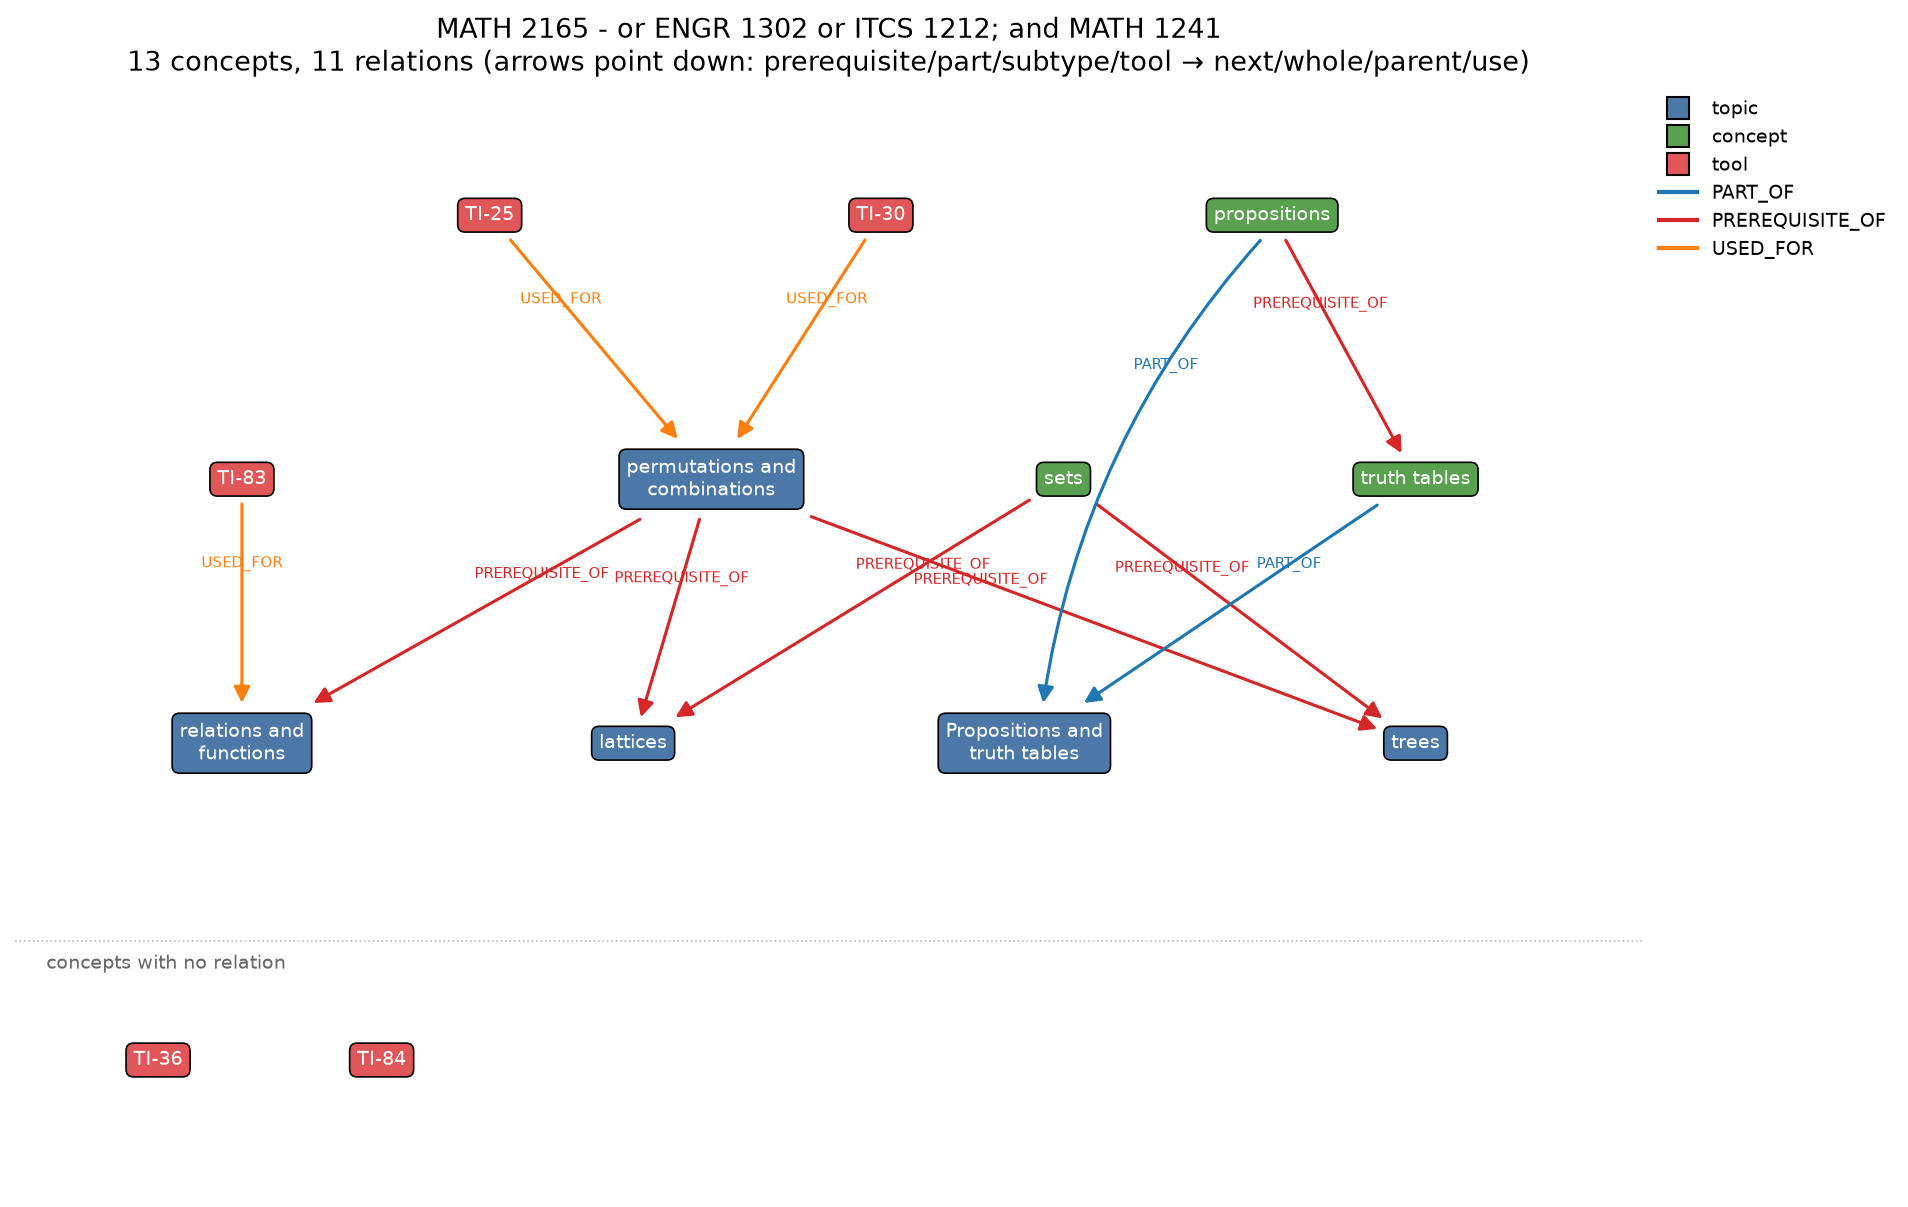 MATH 2165 - or ENGR 1302 or ITCS 1212; and MATH 1241
13 concepts, 11 relations (arrows point down: prerequisite/part/subtype/tool → next/whole/parent/use)
topic
concept
tool
PART_OF
PREREQUISITE_OF
USED_FOR
TI-25
TI-30
propositions
USED_FOR
USED_FOR
PREREQUISITE_OF
PART_OF
TI-83
permutations and
combinations
sets
truth tables
USED_FOR
PREREQUISITE_OF
PREREQUISITE_OF
PREREQUISITE_OF
PREREQUISITE_OF
PREREQUISITE_OF
PART_OF
relations and
functions
lattices
Propositions and
truth tables
trees
concepts with no relation
TI-36
TI-84